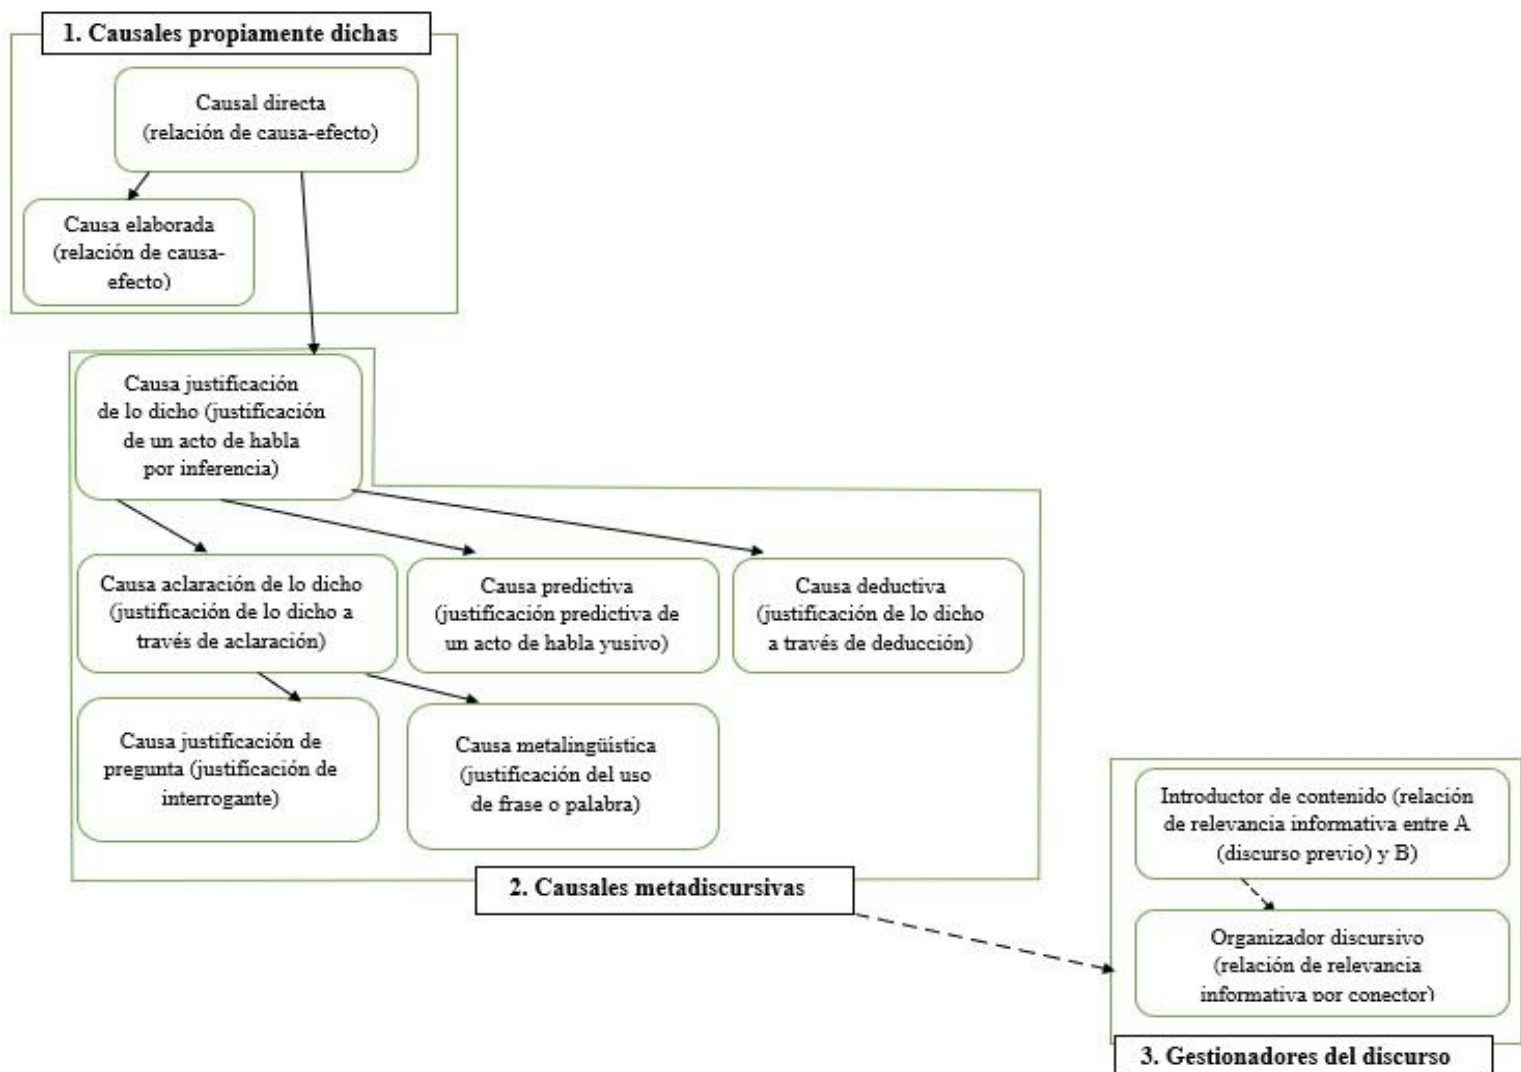 1. Causales propiamente dichas
Causal directa
(relación de causa-efecto)
Causa elaborada
(relación de causa-
efecto)
Causa justificación
de lo dicho (justificación
de un acto de habla
por inferencia)
Causa aclaración de lo dicho
(justificación de lo dicho a
través de aclaración)
Causa predictiva
(justificación predictiva de
un acto de habla yusivo)
Causa deductiva
(justificación de lo dicho
a través de deducción)
Causa justificación de
pregunta (justificación de
interrogante)
Causa metalingüística
(justificación del uso
de frase o palabra)
2. Causales metadiscursivas
Introductor de contenido (relación
de relevancia informativa entre A
(discurso previo) y B)
Organizador discursivo
(relación de relevancia
informativa por conector)
3. Gestionadores del discurso